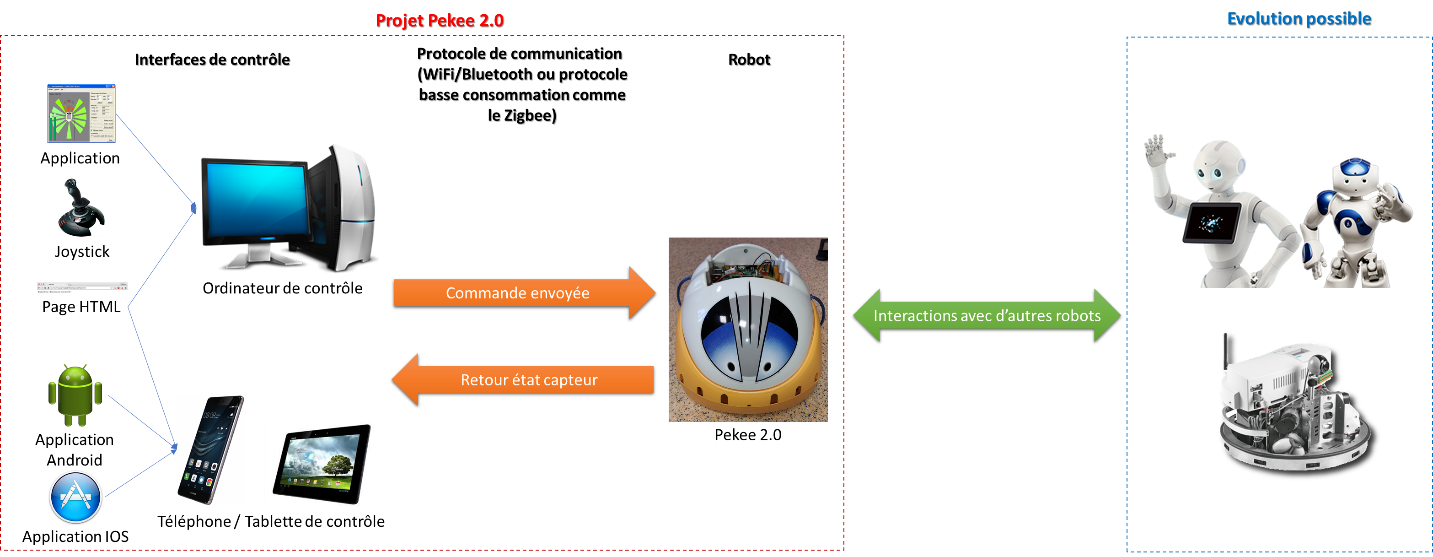 Projet Pekee 2.0
Evolution possible
Interfaces de contrôle
Protocole de communication
(WiFi/Bluetooth ou protocole
basse consommation comme
le Zigbee)
Robot
Application
Joystick
Page HTML
Ordinateur de contrôle
Commande envoyée
Interactions avec d’autres robots
Retour état capteur
Pekee 2.0
Application
Android
Application IOS
Téléphone / Tablette de contrôle